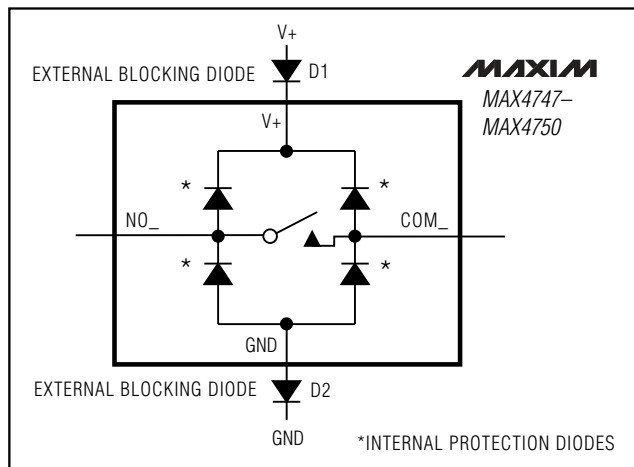 V+
EXTERNAL BLOCKING DIODE D1
MAXIM
MAX4747–
MAX4750
V+
* *
NO_ COM_
* *
GND
EXTERNAL BLOCKING DIODE D2
GND
*INTERNAL PROTECTION DIODES